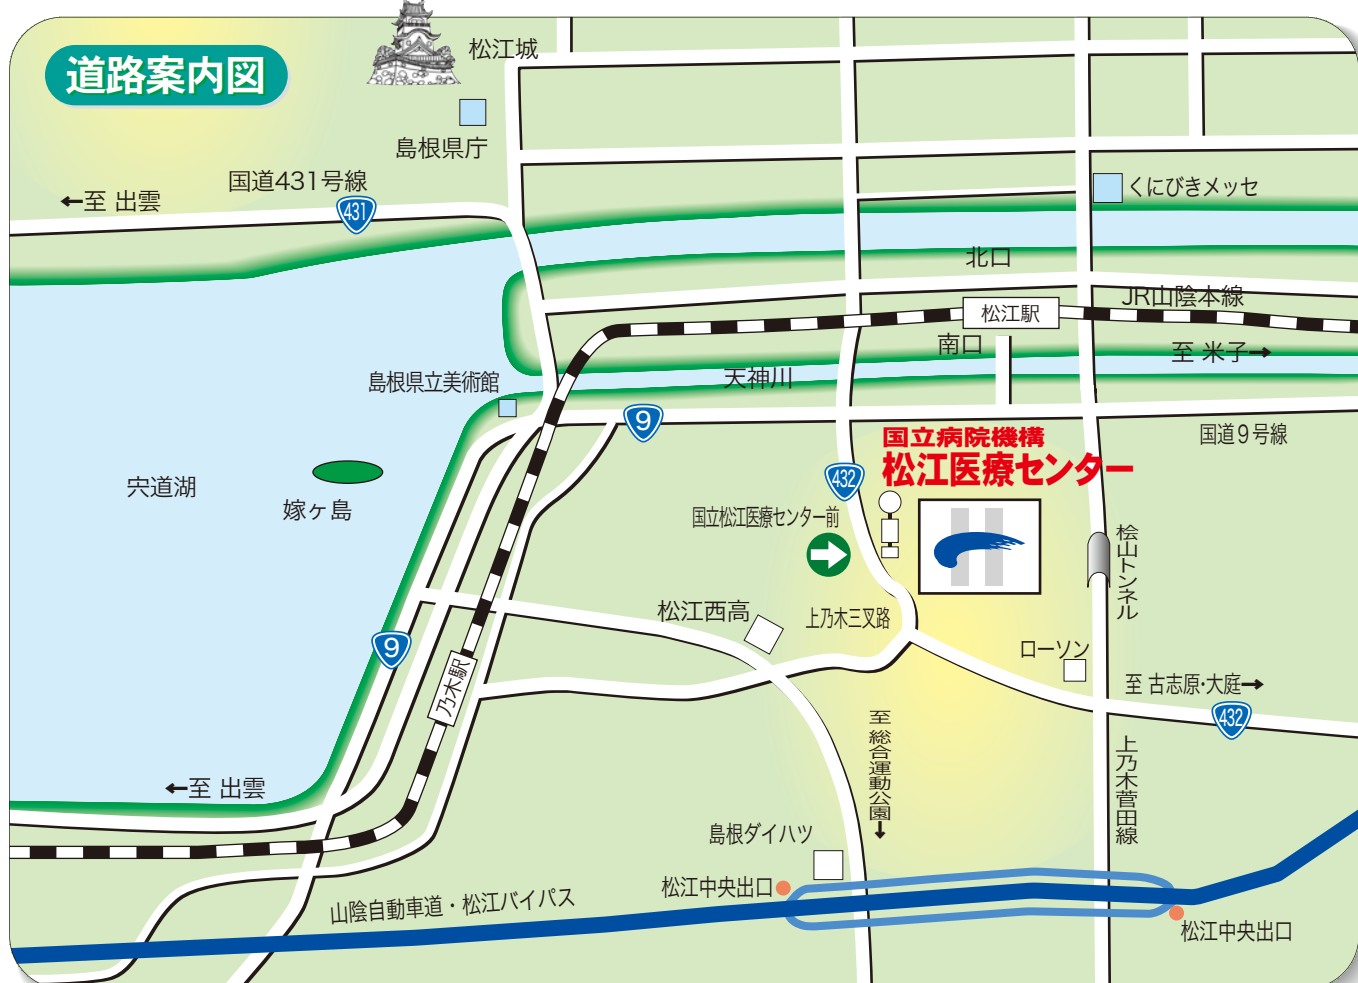 道路案内図
松江城
島根県庁
国道431号線
←至 出雲
431
くにびきメッセ
北口
JR山陰本線
松江駅
南口
至 米子→
島根県立美術館
天神川
9
国道9号線
国立病院機構
松江医療センター
432
宍道湖
嫁ヶ島
国立松江医療センター前
桧山トンネル
松江西高
上乃木三叉路
ローソン
9
乃木駅
至 古志原・大庭→
432
至 総合運動公園→
上乃木菅田線
←至 出雲
島根ダイハツ
松江中央出口
山陰自動車道・松江バイパス
松江中央出口